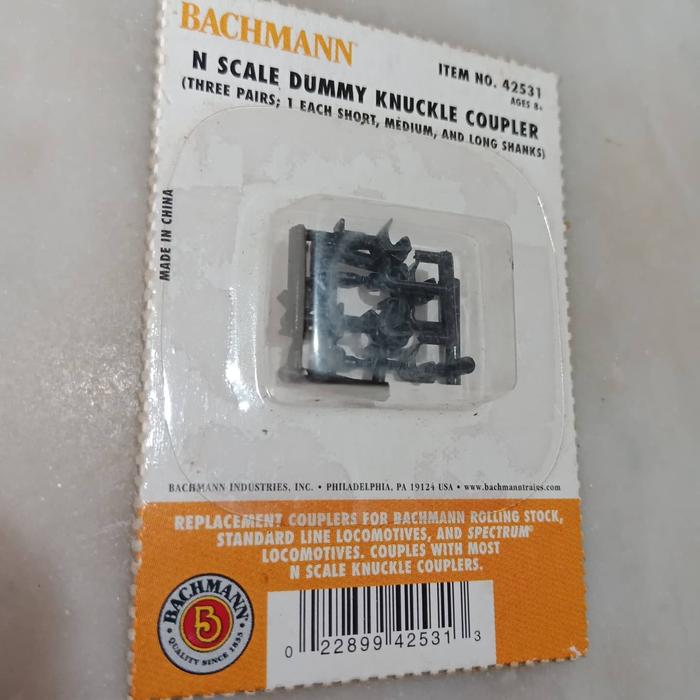 BACHMANN
ITEM NO. 42531
AGES 8+
N SCALE DUMMY KNUCKLE COUPLER
(THREE PAIRS; 1 EACH SHORT, MEDIUM, AND LONG SHANKS)
MADE IN CHINA
BACHMANN INDUSTRIES, INC. • PHILADELPHIA, PA 19124 USA • www.bachmanntrains.com
REPLACEMENT COUPLERS FOR BACHMANN ROLLING STOCK,
STANDARD LINE LOCOMOTIVES, AND SPECTRUM®
LOCOMOTIVES. COUPLES WITH MOST
N SCALE KNUCKLE COUPLERS.
BACHMANN
B
• QUALITY SINCE 1833 •
0 22899 42531 3